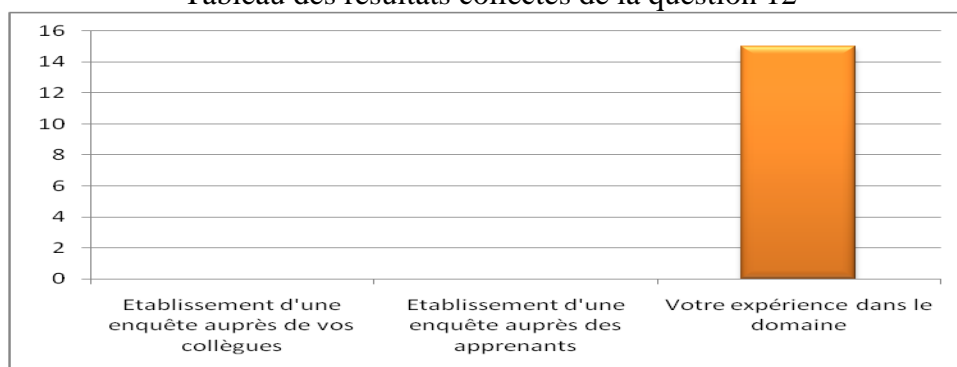 Tableau des résultats collectés de la question 12
16
14
12
10
8
6
4
2
0
Etablissement d'une
enquête auprès de vos
collègues
Etablissement d'une
enquête auprès des
apprenants
Votre expérience dans le
domaine